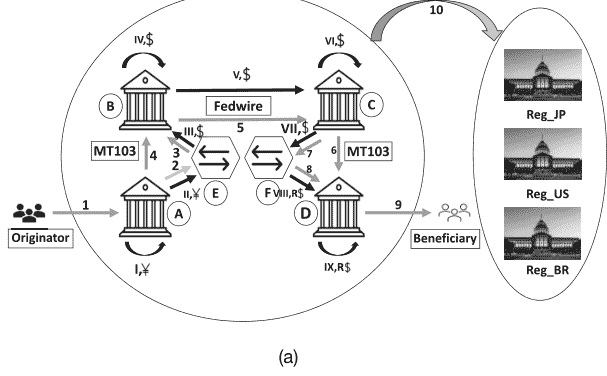 10
IV,$
VI,$
V,$
B
Fedwire
C
5
III,$
VII,$
MT103
4
3
2
7
6
MT103
8
Reg_JP
A
II,¥
E
F
VIII,R$
D
1
9
Originator
Beneficiary
Reg_US
I,¥
IX,R$
Reg_BR
(a)